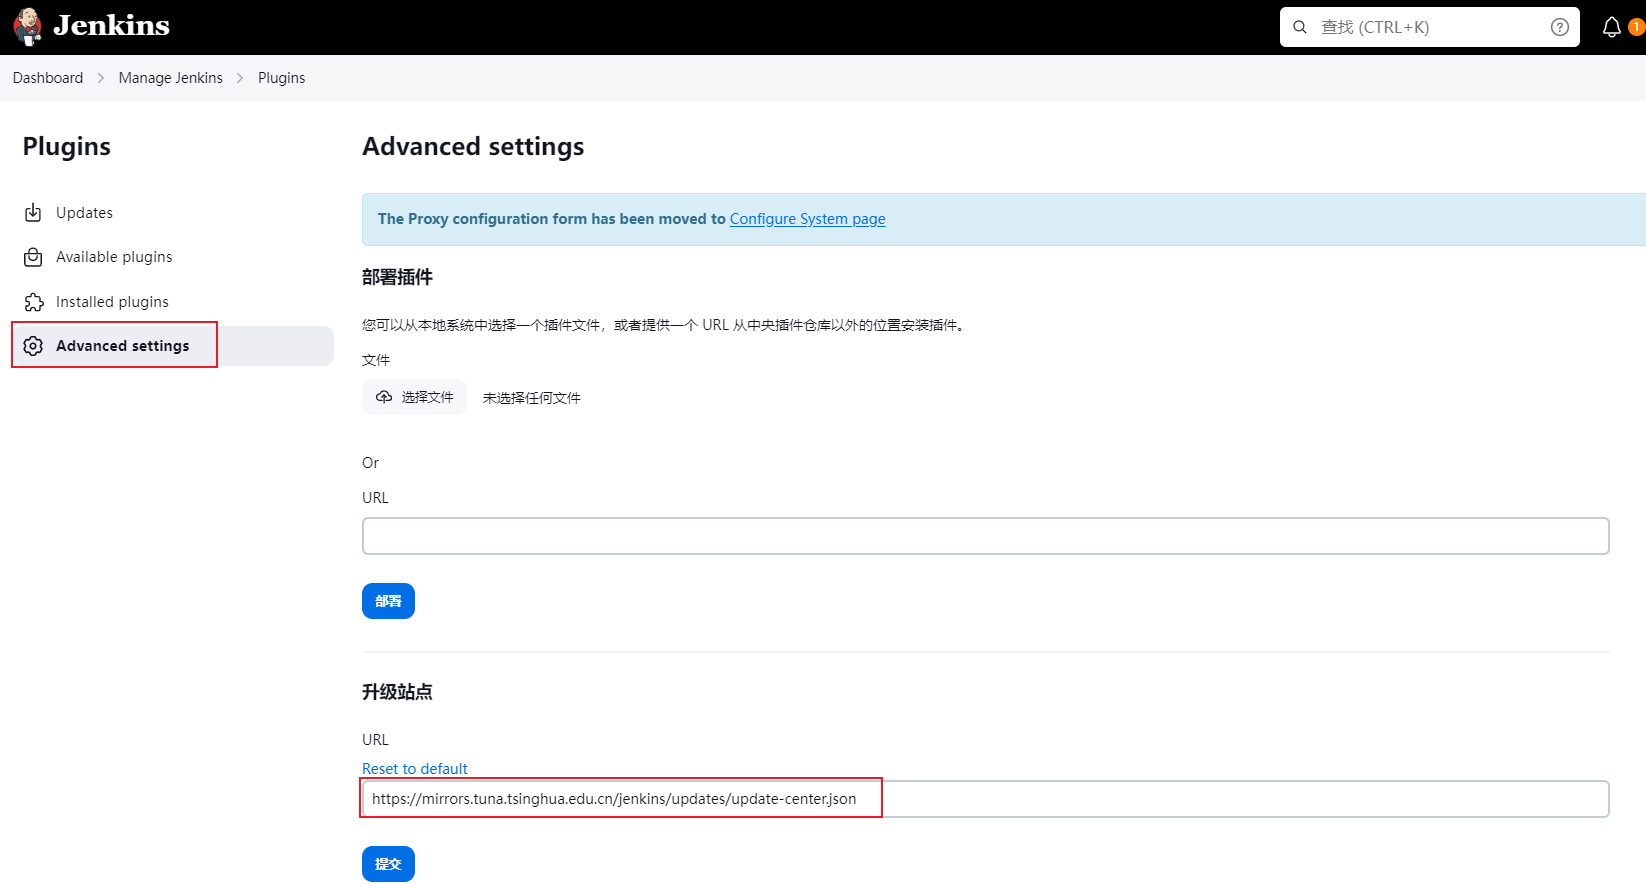 Jenkins
查找 (CTRL+K)
1
Dashboard
Manage Jenkins
Plugins
Plugins
Updates
Available plugins
Installed plugins
Advanced settings
Advanced settings
The Proxy configuration form has been moved to Configure System page
部署插件
您可以从本地系统中选择一个插件文件，或者提供一个 URL 从中央插件仓库以外的位置安装插件。
文件
选择文件 未选择任何文件
Or
URL
部署
升级站点
URL
Reset to default
https://mirrors.tuna.tsinghua.edu.cn/jenkins/updates/update-center.json
提交